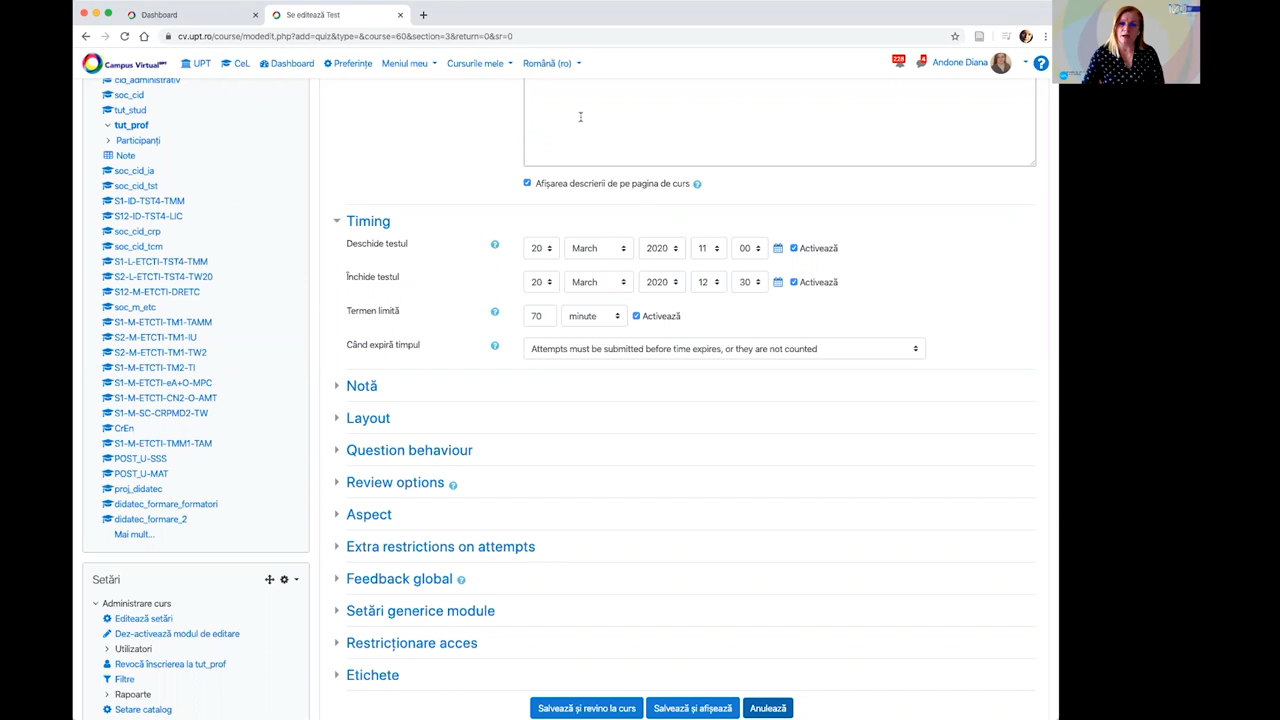 Dashboard
Se editează Test
cv.upt.ro/course/modedit.php?add=quiz&type=&course=60&section=3&return=0&sr=0
Campus Virtual UPT
UPT
CeL
Dashboard
Preferințe
Meniul meu
Cursurile mele
Română (ro)
228
Andone Diana
cid_administrativ
soc_cid
tut_stud
tut_prof
Participanți
Note
soc_cid_ia
soc_cid_tst
S1-ID-TST4-TMM
S12-ID-TST4-LIC
soc_cid_crp
soc_cid_tcm
S1-L-ETCTI-TST4-TMM
S2-L-ETCTI-TST4-TW20
S12-M-ETCTI-DRETC
soc_m_etc
S1-M-ETCTI-TM1-TAMM
S2-M-ETCTI-TM1-IU
S2-M-ETCTI-TM1-TW2
S1-M-ETCTI-TM2-TI
S1-M-ETCTI-eA+O-MPC
S1-M-ETCTI-CN2-O-AMT
S1-M-SC-CRPMD2-TW
CrEn
S1-M-ETCTI-TMM1-TAM
POST_U-SSS
POST_U-MAT
proj_didatec
didatec_formare_formatori
didatec_formare_2
Mai mult...
Setări
Administrare curs
Editează setări
Dez-activează modul de editare
Utilizatori
Revocă înscrierea la tut_prof
Filtre
Rapoarte
Setare catalog
Afișarea descrierii de pe pagina de curs
Timing
Deschide testul
20 March 2020 11 00 Activează
Închide testul
20 March 2020 12 30 Activează
Termen limită
70 minute Activează
Când expiră timpul
Attempts must be submitted before time expires, or they are not counted
Notă
Layout
Question behaviour
Review options
Aspect
Extra restrictions on attempts
Feedback global
Setări generice module
Restricționare acces
Etichete
Salvează și revino la curs
Salvează și afișează
Anulează